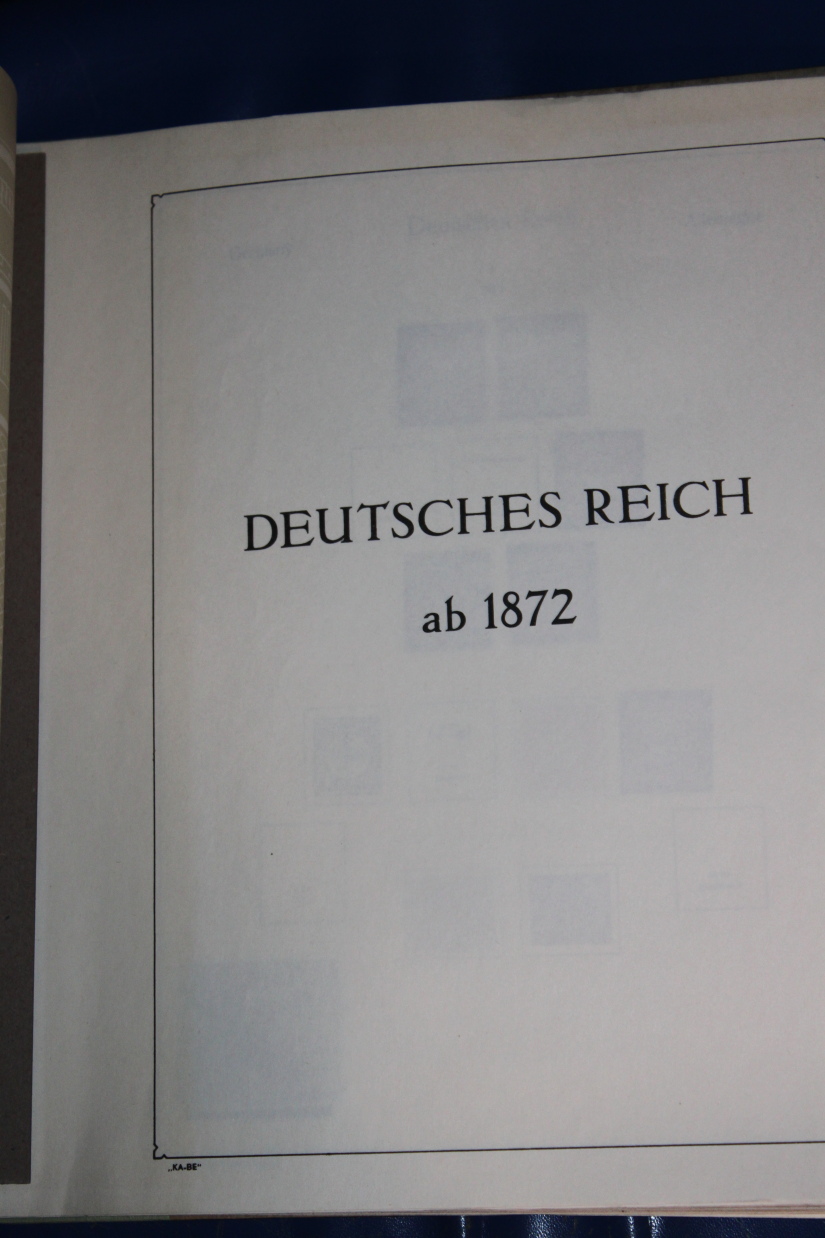 DEUTSCHES REICH
ab 1872
„KA-BE“